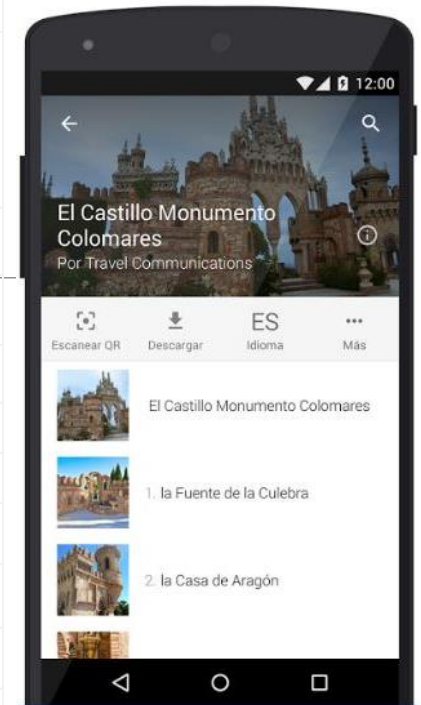 12:00
El Castillo Monumento
Colomares
Por Travel Communications
ES
Escanear QR Descargar Idioma Más
El Castillo Monumento Colomares
1. la Fuente de la Culebra
2. la Casa de Aragón